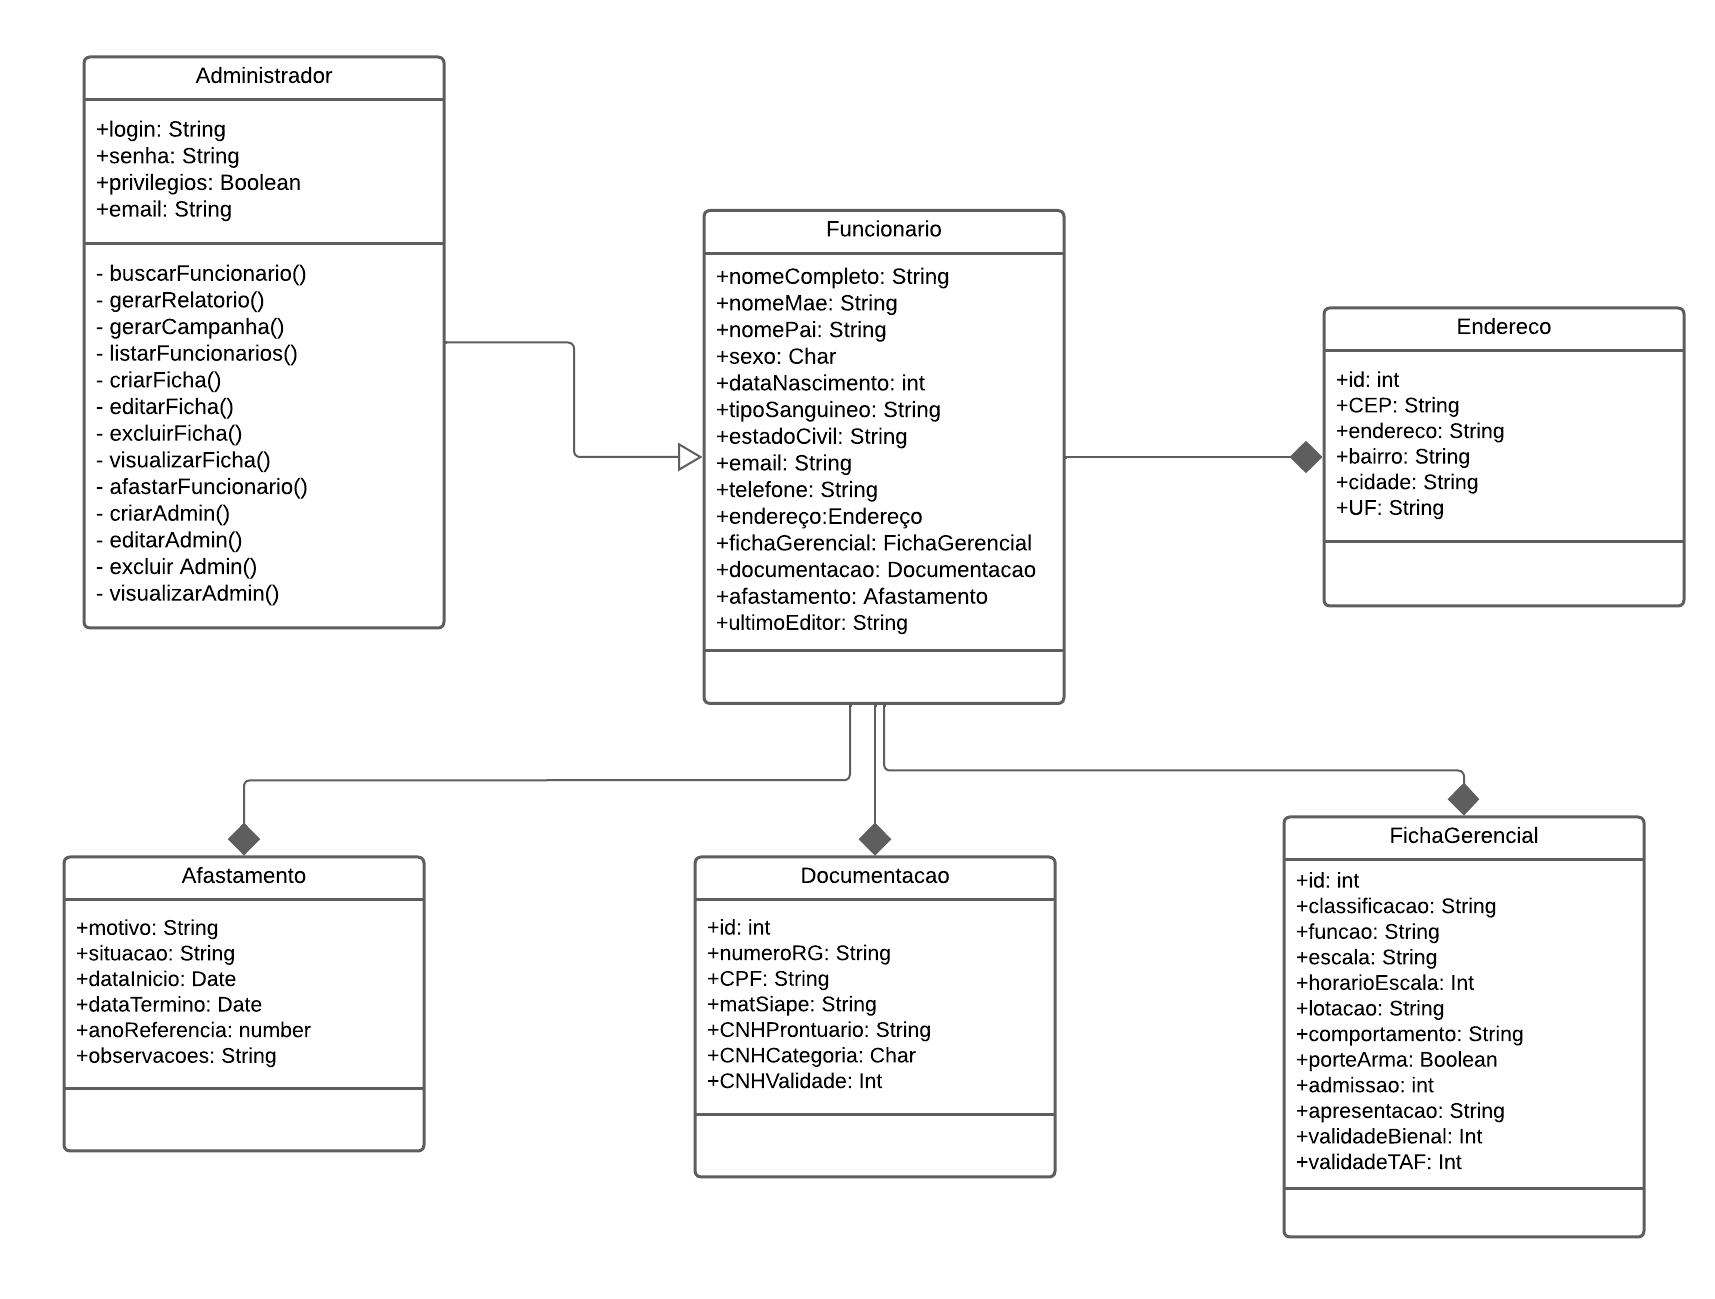 Administrador
+login: String
+senha: String
+privilegios: Boolean
+email: String
- buscarFuncionario()
- gerarRelatorio()
- gerarCampanha()
- listarFuncionarios()
- criarFicha()
- editarFicha()
- excluirFicha()
- visualizarFicha()
- afastarFuncionario()
- criarAdmin()
- editarAdmin()
- excluir Admin()
- visualizarAdmin()
Funcionario
+nomeCompleto: String
+nomeMae: String
+nomePai: String
+sexo: Char
+dataNascimento: int
+tipoSanguineo: String
+estadoCivil: String
+email: String
+telefone: String
+endereço:Endereço
+fichaGerencial: FichaGerencial
+documentacao: Documentacao
+afastamento: Afastamento
+ultimoEditor: String
Endereco
+id: int
+CEP: String
+endereco: String
+bairro: String
+cidade: String
+UF: String
Afastamento
+motivo: String
+situacao: String
+dataInicio: Date
+dataTermino: Date
+anoReferencia: number
+observacoes: String
Documentacao
+id: int
+numeroRG: String
+CPF: String
+matSiape: String
+CNHProntuario: String
+CNHCategoria: Char
+CNHValidade: Int
FichaGerencial
+id: int
+classificacao: String
+funcao: String
+escala: String
+horarioEscala: Int
+lotacao: String
+comportamento: String
+porteArma: Boolean
+admissao: int
+apresentacao: String
+validadeBienal: Int
+validadeTAF: Int